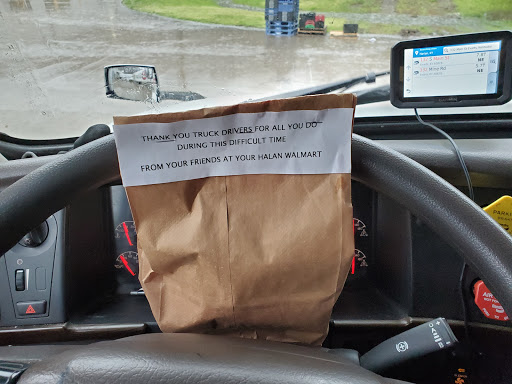 THANK YOU TRUCK DRIVERS FOR ALL YOU DO
DURING THIS DIFFICULT TIME
FROM YOUR FRIENDS AT YOUR HALAN WALMART